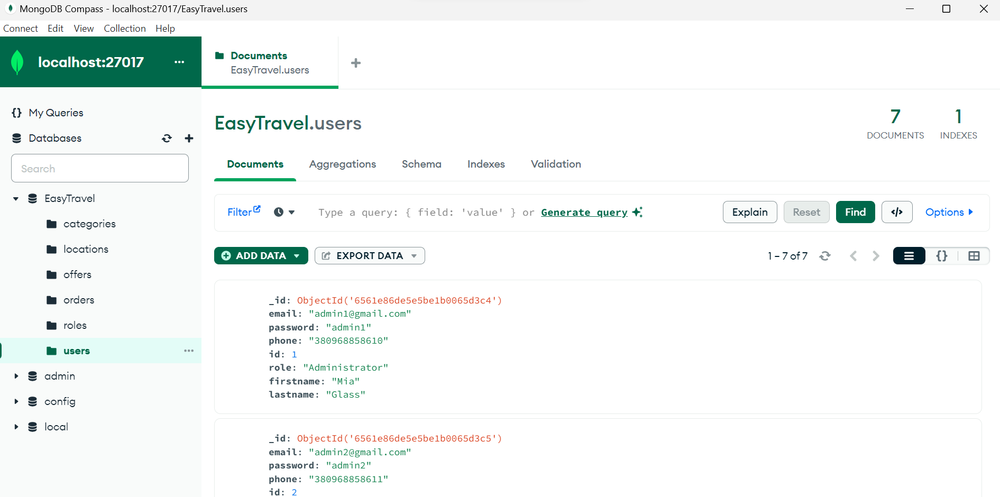 MongoDB Compass - localhost:27017/EasyTravel.users
Connect Edit View Collection Help
localhost:27017 ...
Documents
EasyTravel.users
My Queries
Databases
Search
EasyTravel
categories
locations
offers
orders
roles
users
admin
config
local
EasyTravel.users
7
DOCUMENTS
1
INDEXES
Documents Aggregations Schema Indexes Validation
Filter Type a query: { field: 'value' } or Generate query Explain Reset Find </> Options
ADD DATA EXPORT DATA 1 – 7 of 7 {}
_id: ObjectId('6561e86de5e5be1b0065d3c4')
email: "admin1@gmail.com"
password: "admin1"
phone: "380968858610"
id: 1
role: "Administrator"
firstname: "Mia"
lastname: "Glass"
_id: ObjectId('6561e86de5e5be1b0065d3c5')
email: "admin2@gmail.com"
password: "admin2"
phone: "380968858611"
id: 2